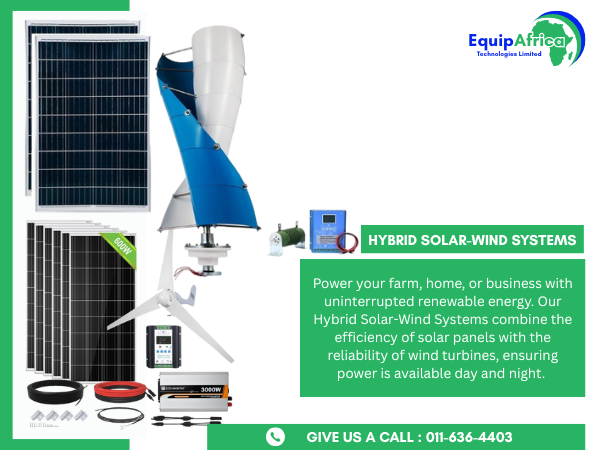 EquipAfrica
Technologies Limited
600W
HYBRID SOLAR-WIND SYSTEMS
Power your farm, home, or business with
uninterrupted renewable energy. Our
Hybrid Solar-Wind Systems combine the
efficiency of solar panels with the
reliability of wind turbines, ensuring
power is available day and night.
3000W
GIVE US A CALL : 011-636-4403